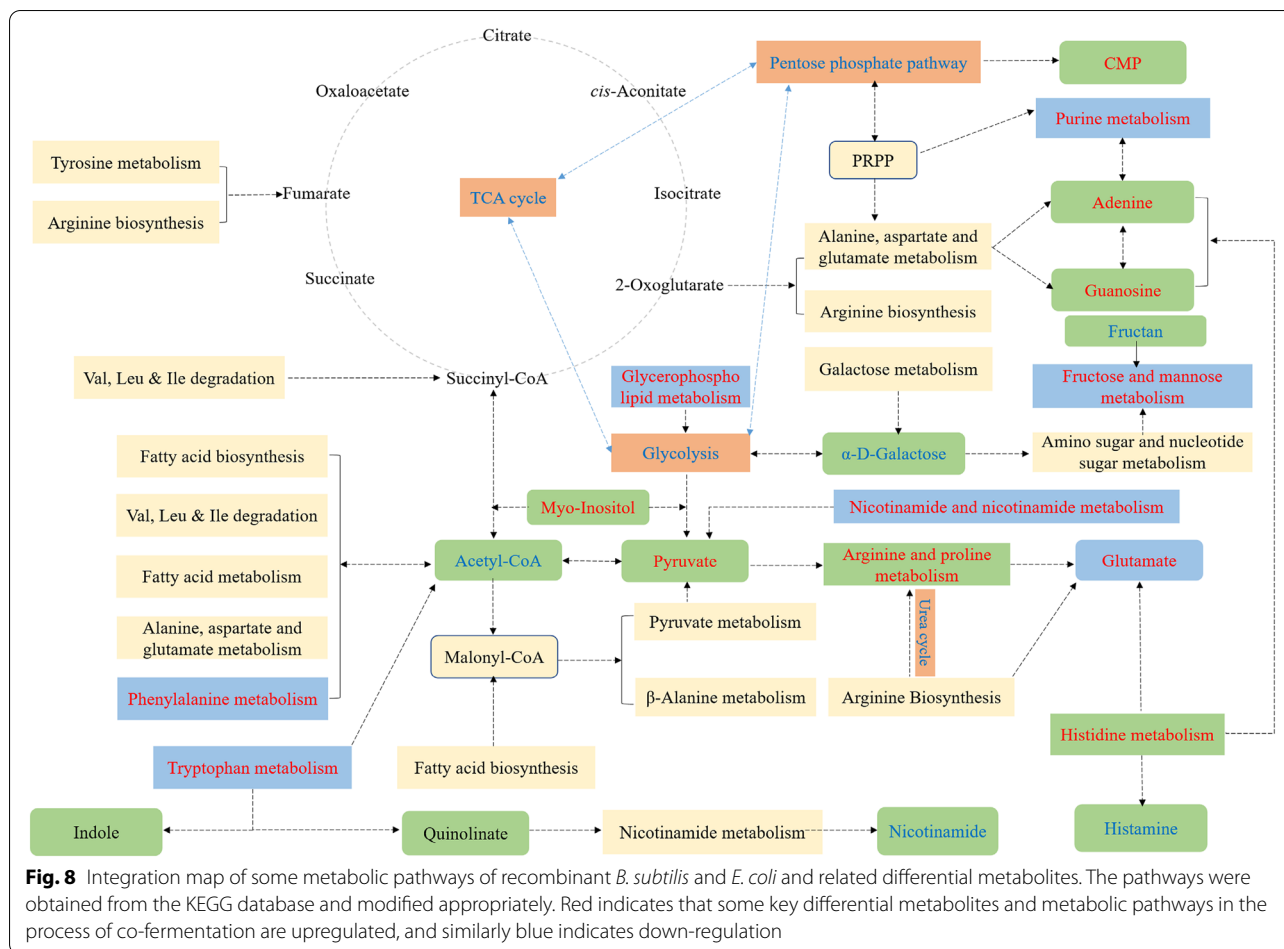 Citrate
Pentose phosphate pathway
CMP
Oxaloacetate
cis-Aconitate
Purine metabolism
Tyrosine metabolism
PRPP
Fumarate
TCA cycle
Isocitrate
Adenine
Arginine biosynthesis
Alanine, aspartate and
glutamate metabolism
Succinate
2-Oxoglutarate
Guanosine
Arginine biosynthesis
Fructan
Val, Leu & Ile degradation
Succinyl-CoA
Glycerophospho
lipid metabolism
Galactose metabolism
Fructose and mannose
metabolism
Fatty acid biosynthesis
Glycolysis
α-D-Galactose
Amino sugar and nucleotide
sugar metabolism
Val, Leu & Ile degradation
Myo-Inositol
Nicotinamide and nicotinamide metabolism
Fatty acid metabolism
Acetyl-CoA
Pyruvate
Arginine and proline
metabolism
Glutamate
Alanine, aspartate and
glutamate metabolism
Pyruvate metabolism
Urea cycle
Malonyl-CoA
Phenylalanine metabolism
β-Alanine metabolism
Arginine Biosynthesis
Tryptophan metabolism
Fatty acid biosynthesis
Histidine metabolism
Indole
Quinolinate
Nicotinamide metabolism
Nicotinamide
Histamine
Fig. 8 Integration map of some metabolic pathways of recombinant B. subtilis and E. coli and related differential metabolites. The pathways were
obtained from the KEGG database and modified appropriately. Red indicates that some key differential metabolites and metabolic pathways in the
process of co-fermentation are upregulated, and similarly blue indicates down-regulation